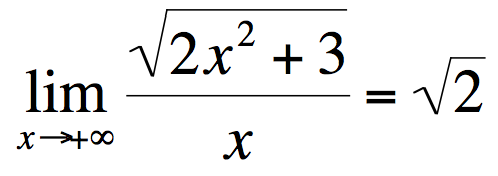 lim x→+∞ √(2x² + 3) / x = √2